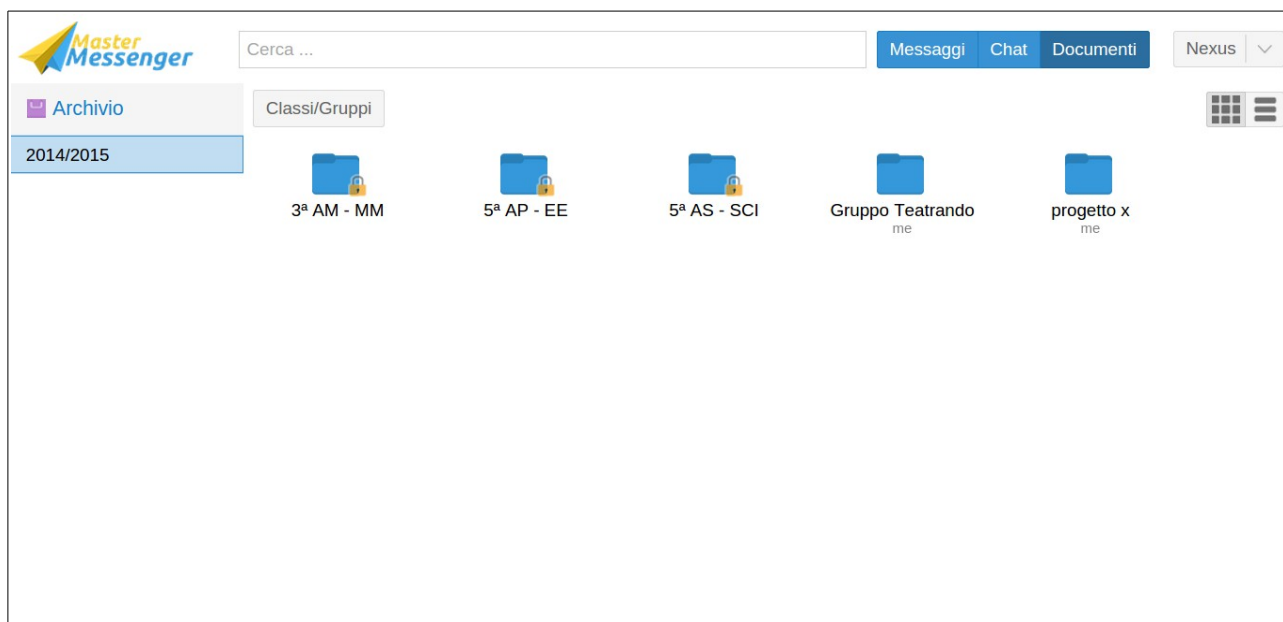 Master
Messenger
Cerca ...
Messaggi Chat Documenti
Nexus
Archivio
Classi/Gruppi
2014/2015
3ª AM - MM
5ª AP - EE
5ª AS - SCI
Gruppo Teatrando
me
progetto x
me